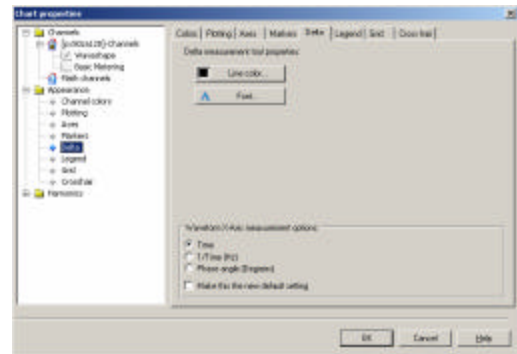 Chart properties
Channels
Channels
Waveshape
Basic Metering
Math channels
Appearance
Channel colors
Plotting
Axes
Markers
Delta
Legend
Grid
Crosshair
Harmonics
Colors Plotting Axes Markers Delta Legend Grid Cross hair
Delta measurement tool properties:
Line color...
A Font...
Waveform X-Axis measurement options:
Time
1/Time (Hz)
Phase angle (Degrees)
Make this the new default setting
OK Cancel Help